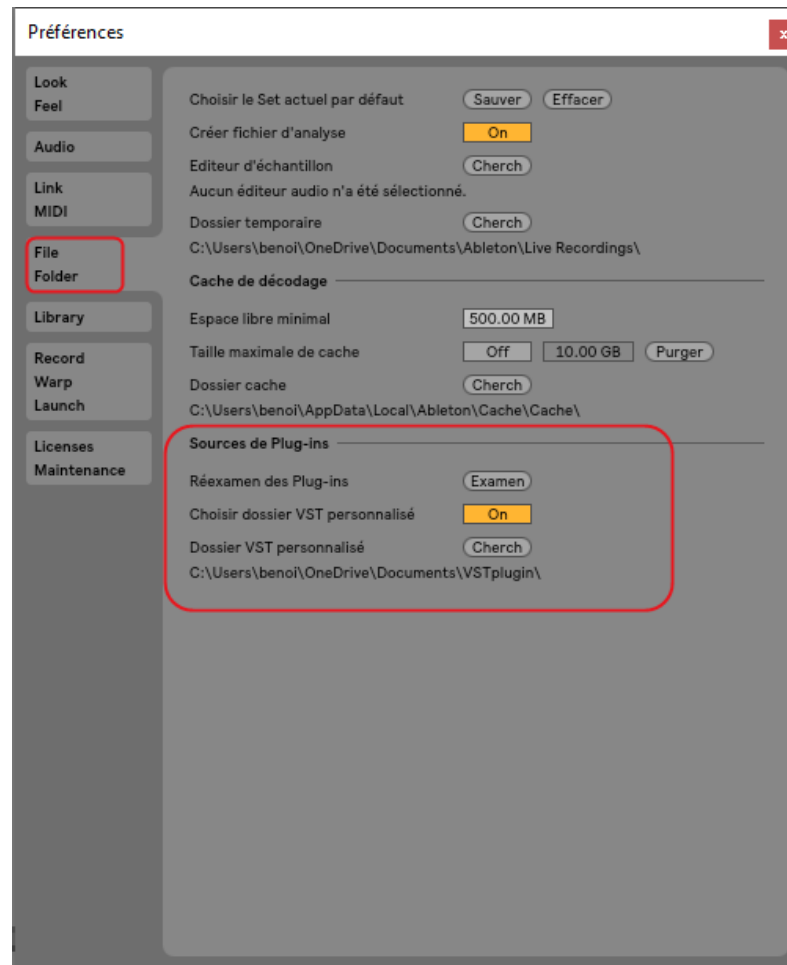 Préférences
x
Look
Feel
Audio
Link
MIDI
File
Folder
Library
Record
Warp
Launch
Licenses
Maintenance
Choisir le Set actuel par défaut Sauver Effacer
Créer fichier d'analyse On
Editeur d'échantillon Cherch
Aucun éditeur audio n'a été sélectionné.
Dossier temporaire Cherch
C:\Users\benoi\OneDrive\Documents\Ableton\Live Recordings\
Cache de décodage
Espace libre minimal 500.00 MB
Taille maximale de cache Off 10.00 GB Purger
Dossier cache Cherch
C:\Users\benoi\AppData\Local\Ableton\Cache\Cache\
Sources de Plug-ins
Réexamen des Plug-ins Examen
Choisir dossier VST personnalisé On
Dossier VST personnalisé Cherch
C:\Users\benoi\OneDrive\Documents\VSTplugin\